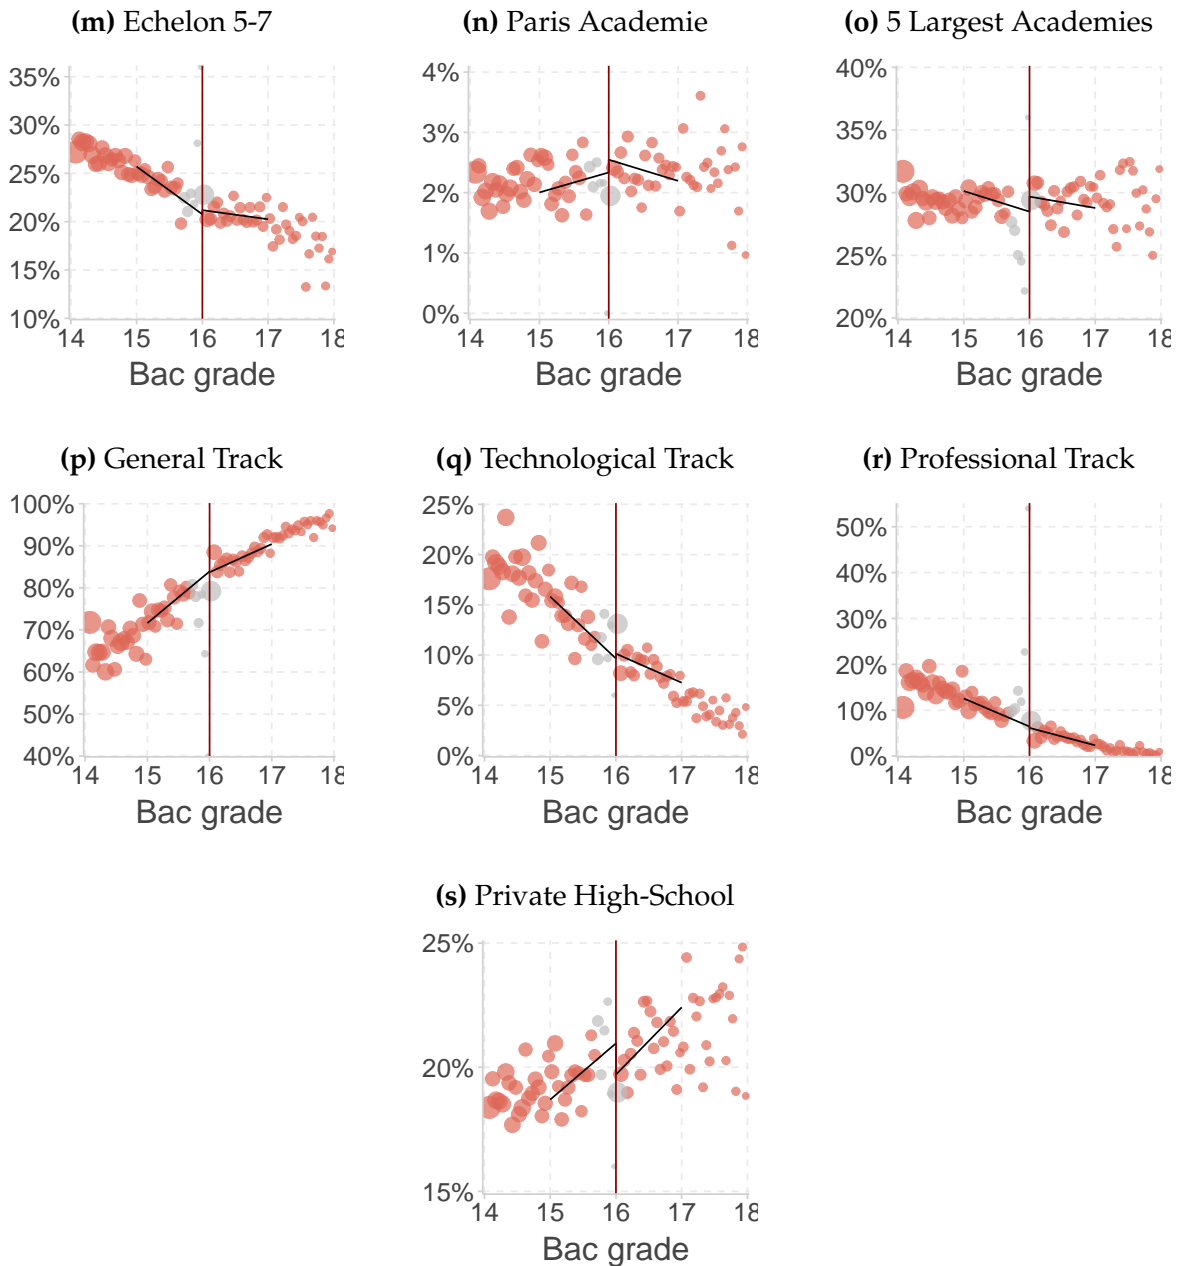 (m) Echelon 5-7
(n) Paris Academie
(o) 5 Largest Academies
35%
30%
25%
20%
15%
10%
14 15 16 17 18
Bac grade
4%
3%
2%
1%
0%
14 15 16 17 18
Bac grade
40%
35%
30%
25%
20%
14 15 16 17 18
Bac grade
(p) General Track
(q) Technological Track
(r) Professional Track
100%
90%
80%
70%
60%
50%
40%
14 15 16 17 18
Bac grade
25%
20%
15%
10%
5%
0%
14 15 16 17 18
Bac grade
50%
40%
30%
20%
10%
0%
14 15 16 17 18
Bac grade
(s) Private High-School
25%
20%
15%
14 15 16 17 18
Bac grade